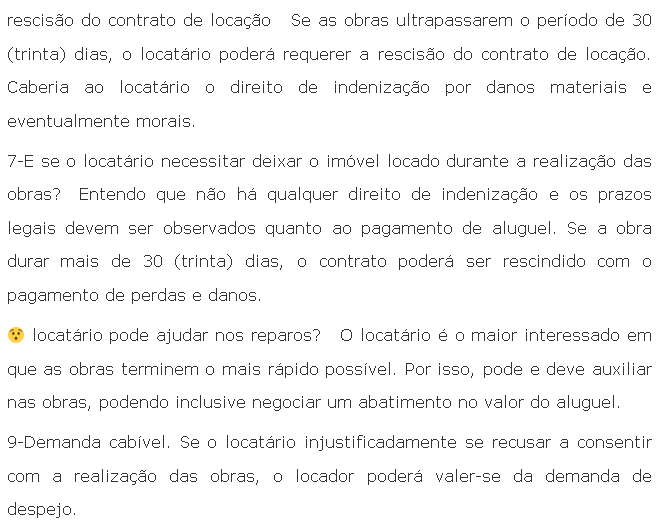 rescisão do contrato de locação Se as obras ultrapassarem o período de 30
(trinta) dias, o locatário poderá requerer a rescisão do contrato de locação.
Caberia ao locatário o direito de indenização por danos materiais e
eventualmente morais.
7-E se o locatário necessitar deixar o imóvel locado durante a realização das
obras? Entendo que não há qualquer direito de indenização e os prazos
legais devem ser observados quanto ao pagamento de aluguel. Se a obra
durar mais de 30 (trinta) dias, o contrato poderá ser rescindido com o
pagamento de perdas e danos.
😯 locatário pode ajudar nos reparos? O locatário é o maior interessado em
que as obras terminem o mais rápido possível. Por isso, pode e deve auxiliar
nas obras, podendo inclusive negociar um abatimento no valor do aluguel.
9-Demanda cabível. Se o locatário injustificadamente se recusar a consentir
com a realização das obras, o locador poderá valer-se da demanda de
despejo.